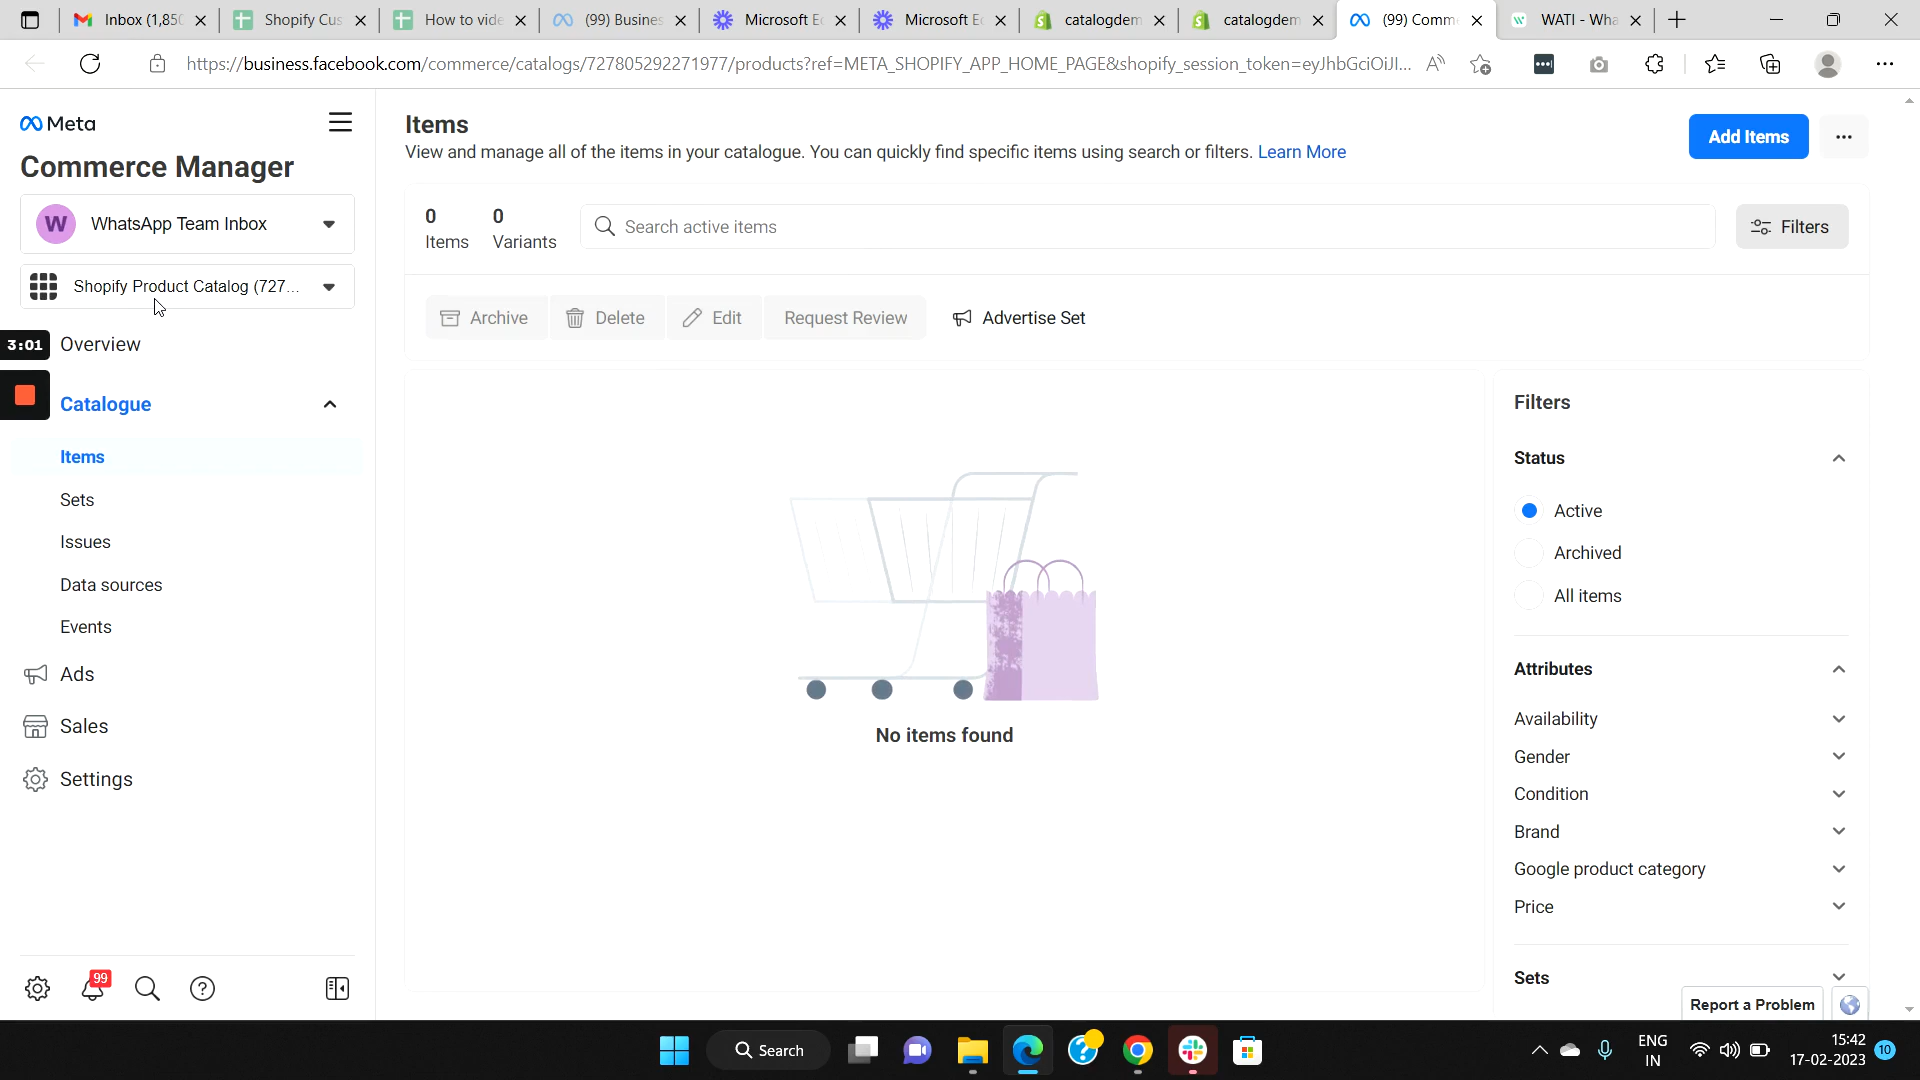 Inbox (1,850
Shopify Cus
How to vide
(99) Busines
Microsoft Ed
Microsoft Ed
catalogdem
catalogdem
(99) Comm
WATI - Wha
https://business.facebook.com/commerce/catalogs/727805292271977/products?ref=META_SHOPIFY_APP_HOME_PAGE&shopify_session_token=eyJhbGciOiJI...
Meta
Commerce Manager
W
WhatsApp Team Inbox
Shopify Product Catalog (727...
3:01
Overview
Catalogue
Items
Sets
Issues
Data sources
Events
Ads
Sales
Settings
99
Items
View and manage all of the items in your catalogue. You can quickly find specific items using search or filters. Learn More
Add Items
0
Items
0
Variants
Search active items
Filters
Archive
Delete
Edit
Request Review
Advertise Set
No items found
Filters
Status
Active
Archived
All items
Attributes
Availability
Gender
Condition
Brand
Google product category
Price
Sets
Report a Problem
Search
ENG
IN
15:42
17-02-2023
10